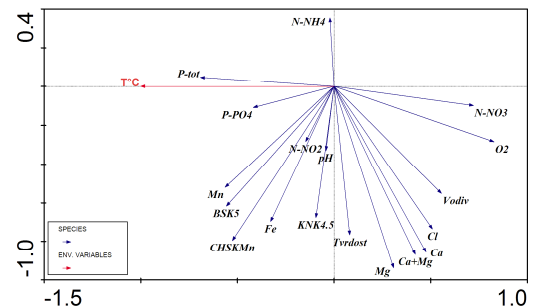 0.4
N-NH4
P-tot
T°C
P-PO4
N-NO3
O2
N-NO2
pH
Mn
Vodiv
BSK5
Fe
KNK4.5
Cl
CHSKMn
Tvrdost
Ca
Ca+Mg
Mg
SPECIES
ENV. VARIABLES
-1.0
-1.5
1.0